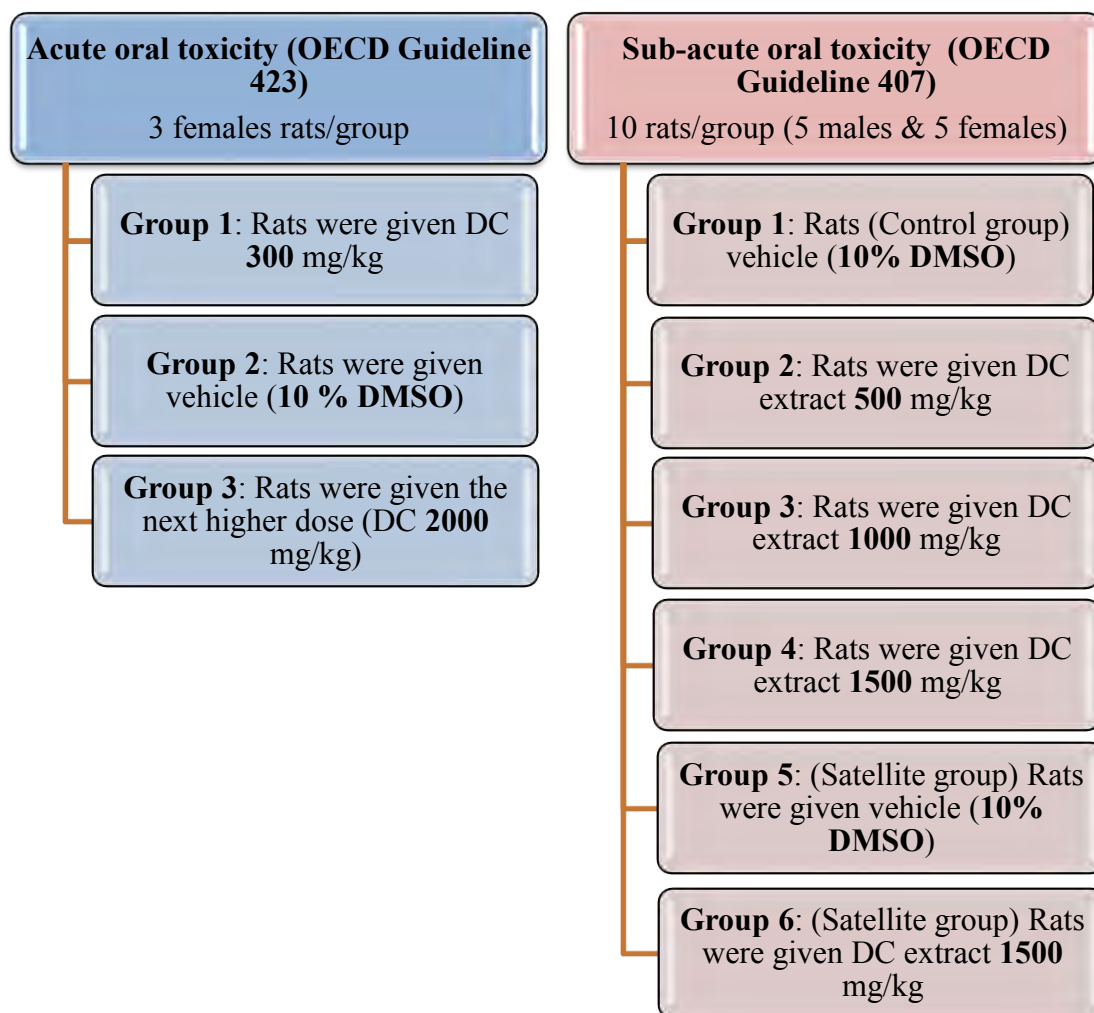 Acute oral toxicity (OECD Guideline
423)
3 females rats/group
Group 1: Rats were given DC
300 mg/kg
Group 2: Rats were given
vehicle (10 % DMSO)
Group 3: Rats were given the
next higher dose (DC 2000
mg/kg)
Sub-acute oral toxicity (OECD
Guideline 407)
10 rats/group (5 males & 5 females)
Group 1: Rats (Control group)
vehicle (10% DMSO)
Group 2: Rats were given DC
extract 500 mg/kg
Group 3: Rats were given DC
extract 1000 mg/kg
Group 4: Rats were given DC
extract 1500 mg/kg
Group 5: (Satellite group) Rats
were given vehicle (10%
DMSO)
Group 6: (Satellite group) Rats
were given DC extract 1500
mg/kg